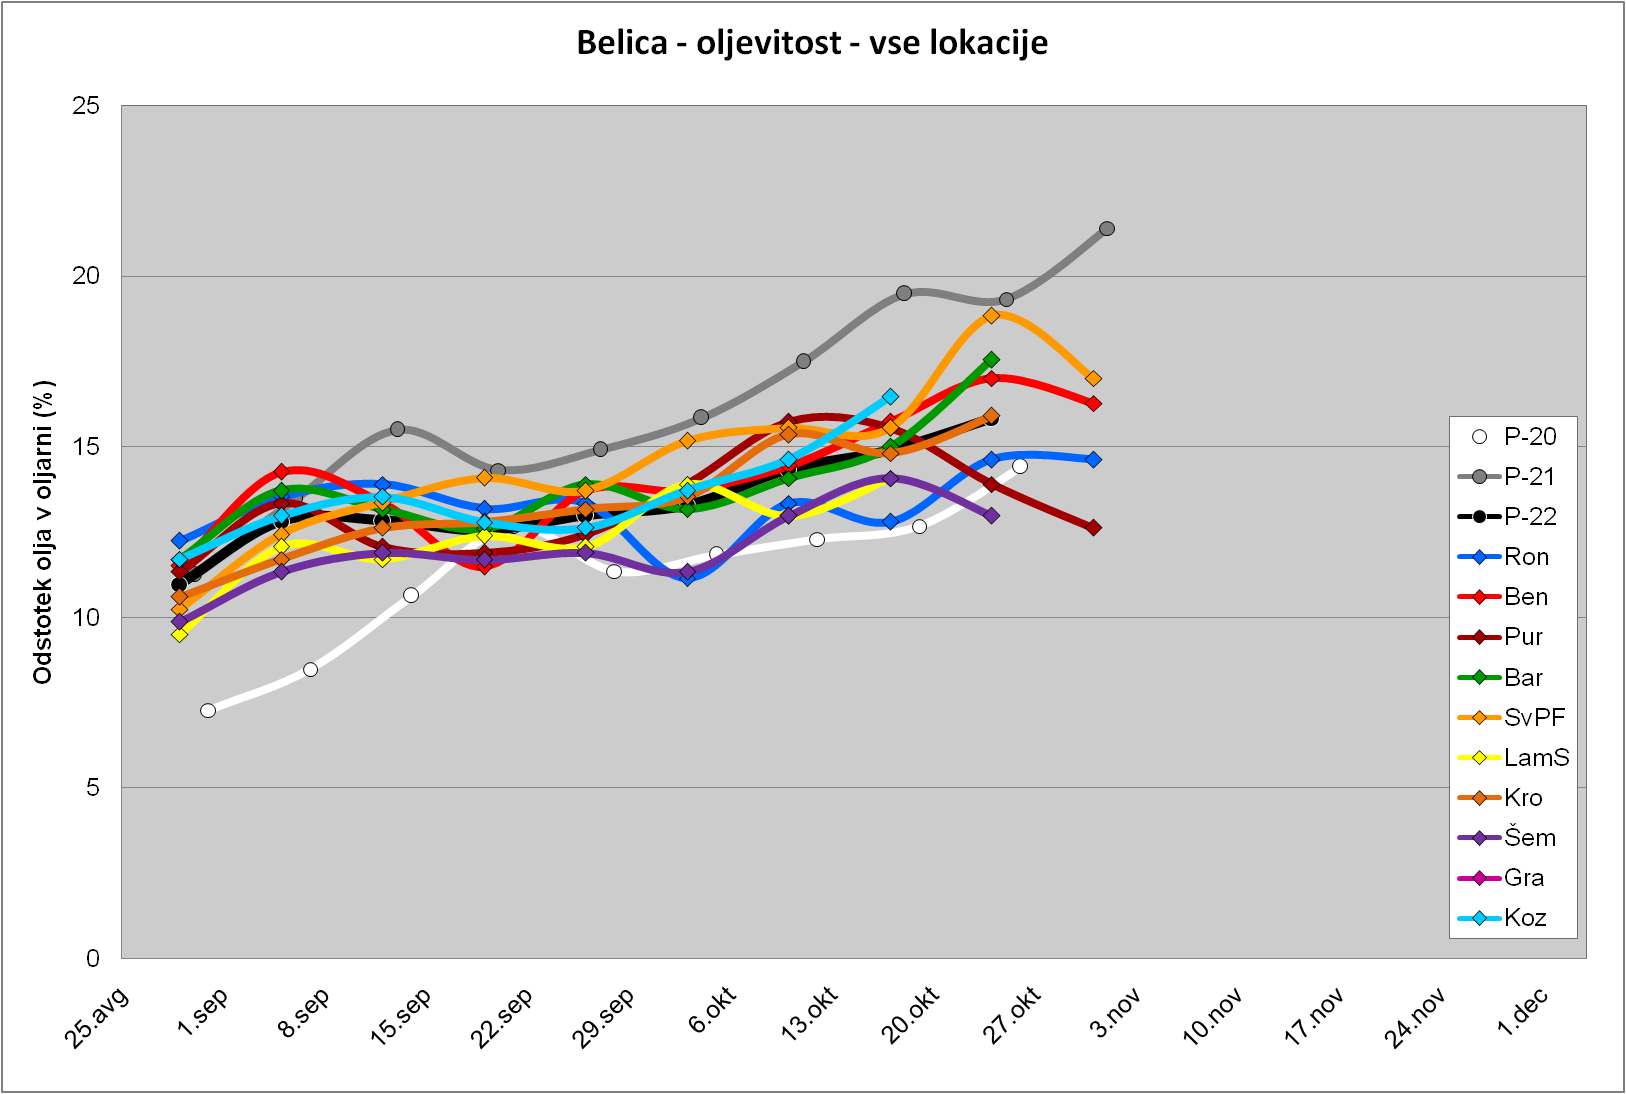 Belica - oljevitost - vse lokacije
Odstotek olja v oljarni (%)
25
20
15
10
5
0
25.avg
1.sep
8.sep
15.sep
22.sep
29.sep
6.okt
13.okt
20.okt
27.okt
3.nov
10.nov
17.nov
24.nov
1.dec
P-20
P-21
P-22
Ron
Ben
Pur
Bar
SvPF
LamS
Kro
Šem
Gra
Koz